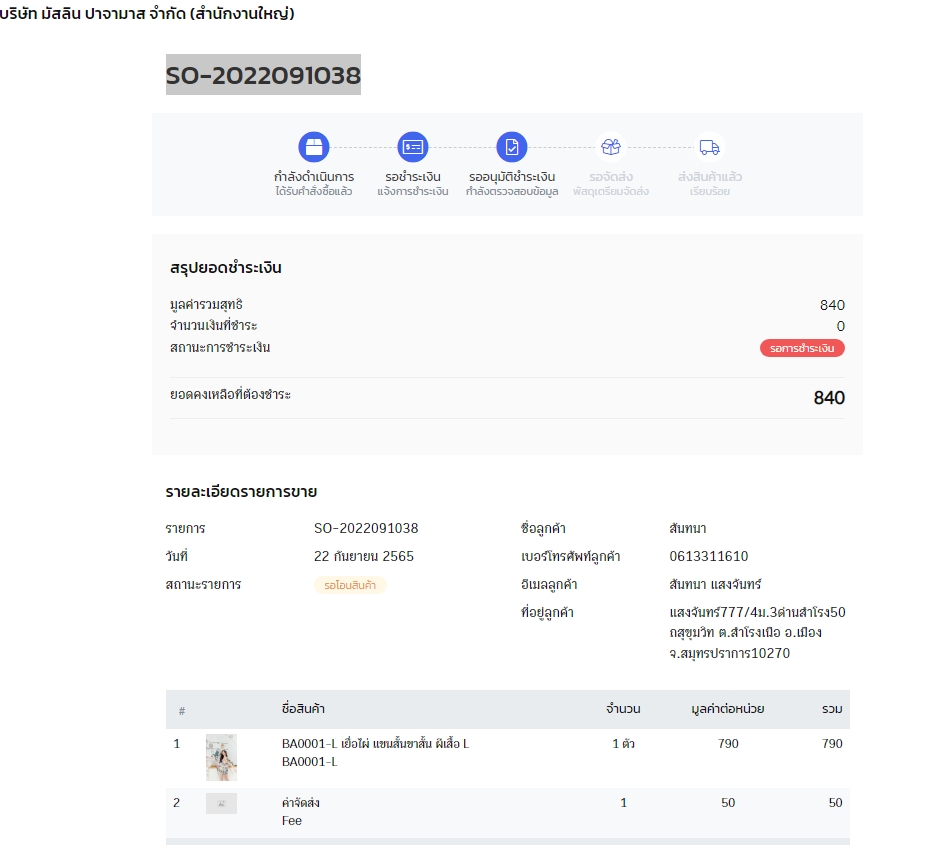 บริษัท มัสลิน ปาจามาส จำกัด (สำนักงานใหญ่)
SO-2022091038
กำลังดำเนินการ รอชำระเงิน รออนุมัติชำระเงิน รอจัดส่ง ส่งสินค้าแล้ว
ได้รับคำสั่งซื้อแล้ว แจ้งการชำระเงิน กำลังตรวจสอบข้อมูล พัสดุเตรียมจัดส่ง เรียบร้อย
สรุปยอดชำระเงิน
มูลค่ารวมสุทธิ 840
จำนวนเงินที่ชำระ 0
สถานะการชำระเงิน รอการชำระเงิน
ยอดคงเหลือที่ต้องชำระ 840
รายละเอียดรายการขาย
รายการ SO-2022091038 ชื่อลูกค้า สันทนา
วันที่ 22 กันยายน 2565 เบอร์โทรศัพท์ลูกค้า 0613311610
สถานะรายการ รอโอนสินค้า อีเมลลูกค้า สันทนา แสงจันทร์
ที่อยู่ลูกค้า แสงจันทร์777/4ม.3ด่านสำโรง50
ถสุขุมวิท ต.สำโรงเนือ อ.เมือง
จ.สมุทรปราการ10270
# ชื่อสินค้า จำนวน มูลค่าต่อหน่วย รวม
1 BA0001-L เยื่อไผ่ แขนสั้นขาสั้น ผีเสื้อ L 1 ตัว 790 790
BA0001-L
2 ค่าจัดส่ง 1 50 50
Fee